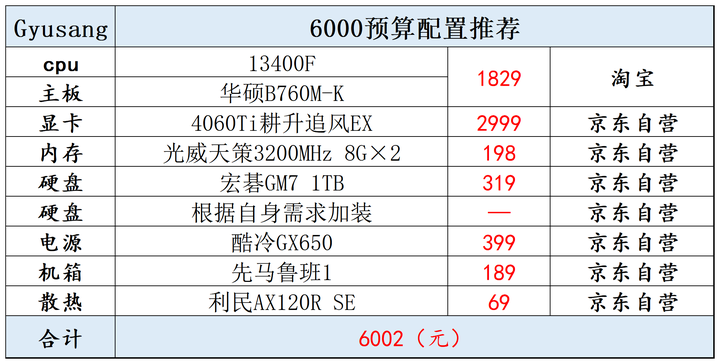 Gyusang 6000预算配置推荐
cpu 13400F 1829 淘宝
主板 华硕B760M-K
显卡 4060Ti耕升追风EX 2999 京东自营
内存 光威天策3200MHz 8G×2 198 京东自营
硬盘 宏碁GM7 1TB 319 京东自营
硬盘 根据自身需求加装 — 京东自营
电源 酷冷GX650 399 京东自营
机箱 先马鲁班1 189 京东自营
散热 利民AX120R SE 69 京东自营
合计 6002（元）